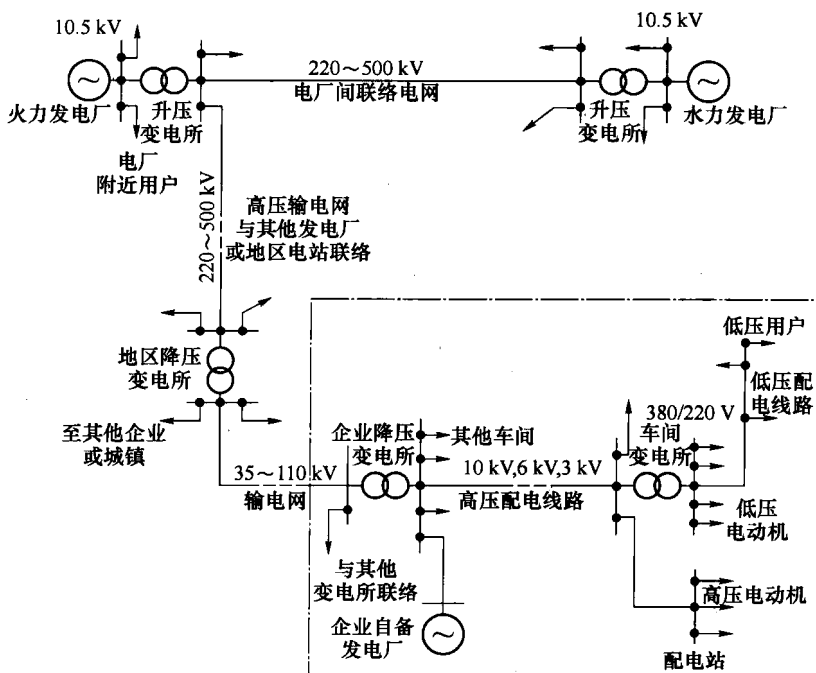 10.5 kV
10.5 kV
220～500 kV
电厂间联络电网
火力发电厂
升压
变电所
升压
变电所
水力发电厂
电厂
附近用户
220～500 kV
高压输电网
与其他发电厂
或地区电站联络
地区降压
变电所
至其他企业
或城镇
35～110 kV
输电网
企业降压
变电所
其他车间
10 kV,6 kV,3 kV
高压配电线路
与其他
变电所联络
企业自备
发电厂
低压用户
低压配
电线路
380/220 V
车间
变电所
低压
电动机
高压电动机
配电站